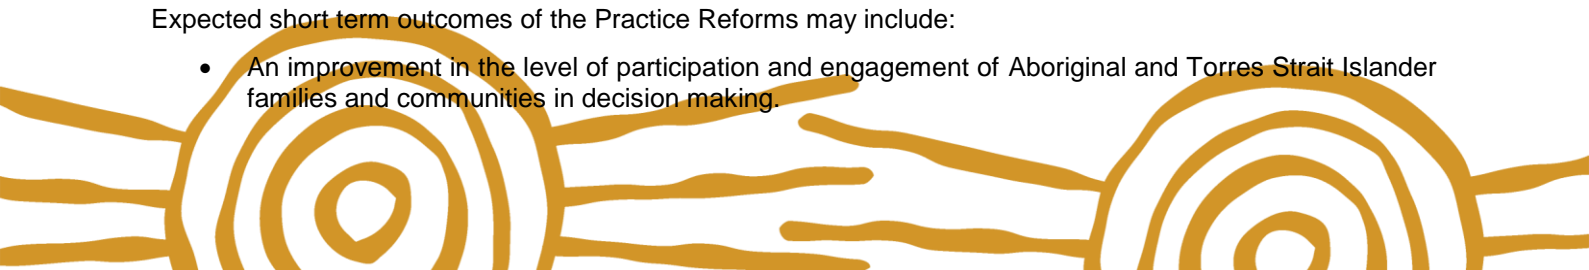 Expected short term outcomes of the Practice Reforms may include:
• An improvement in the level of participation and engagement of Aboriginal and Torres Strait Islander
families and communities in decision making.